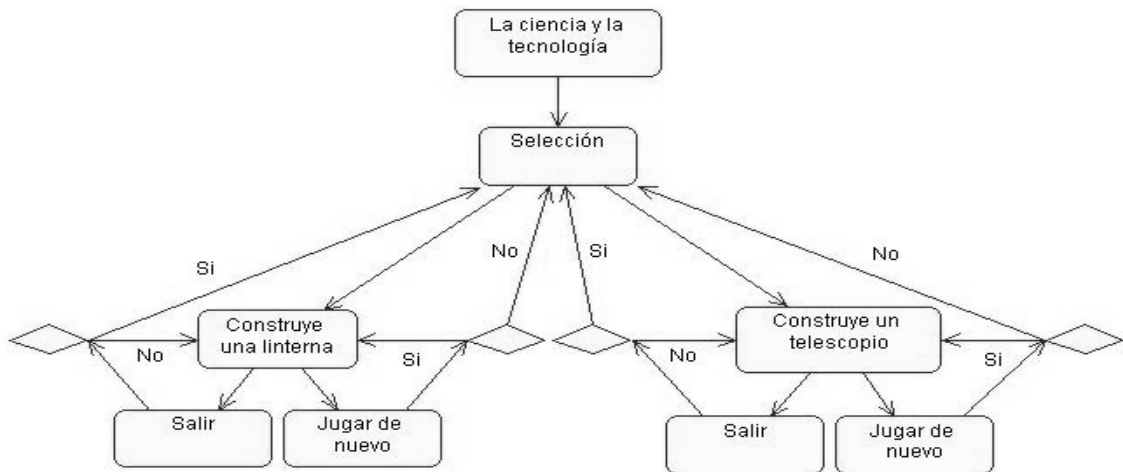 La ciencia y la
tecnología
Selección
Si
No
Si
No
Construye
una linterna
Construye un
telescopio
No
Si
No
Si
Salir
Jugar de
nuevo
Salir
Jugar de
nuevo